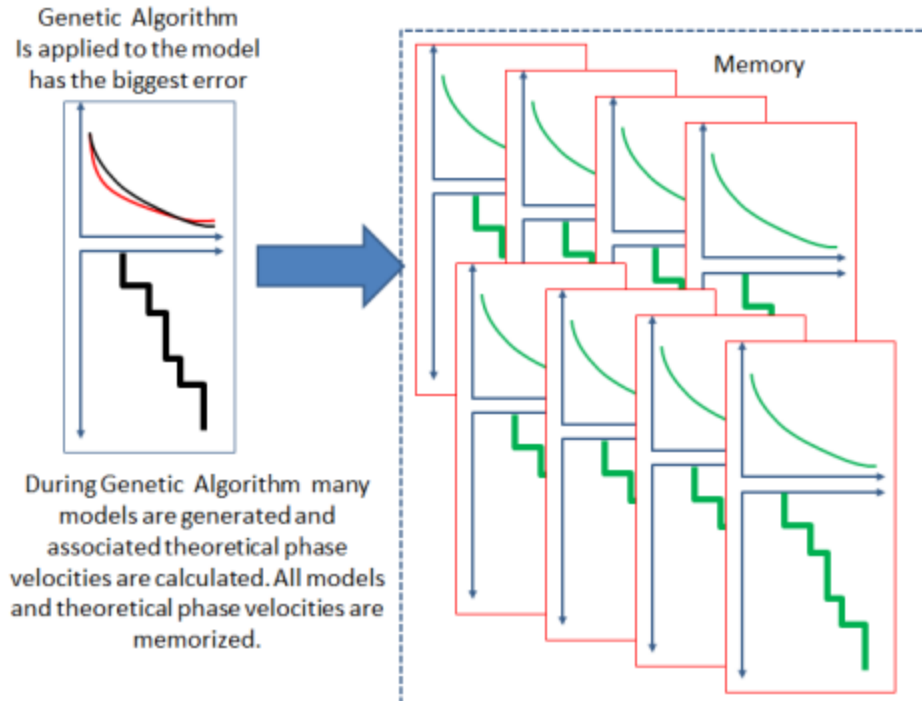 Genetic Algorithm
Is applied to the model
has the biggest error
Memory
During Genetic Algorithm many
models are generated and
associated theoretical phase
velocities are calculated. All models
and theoretical phase velocities are
memorized.